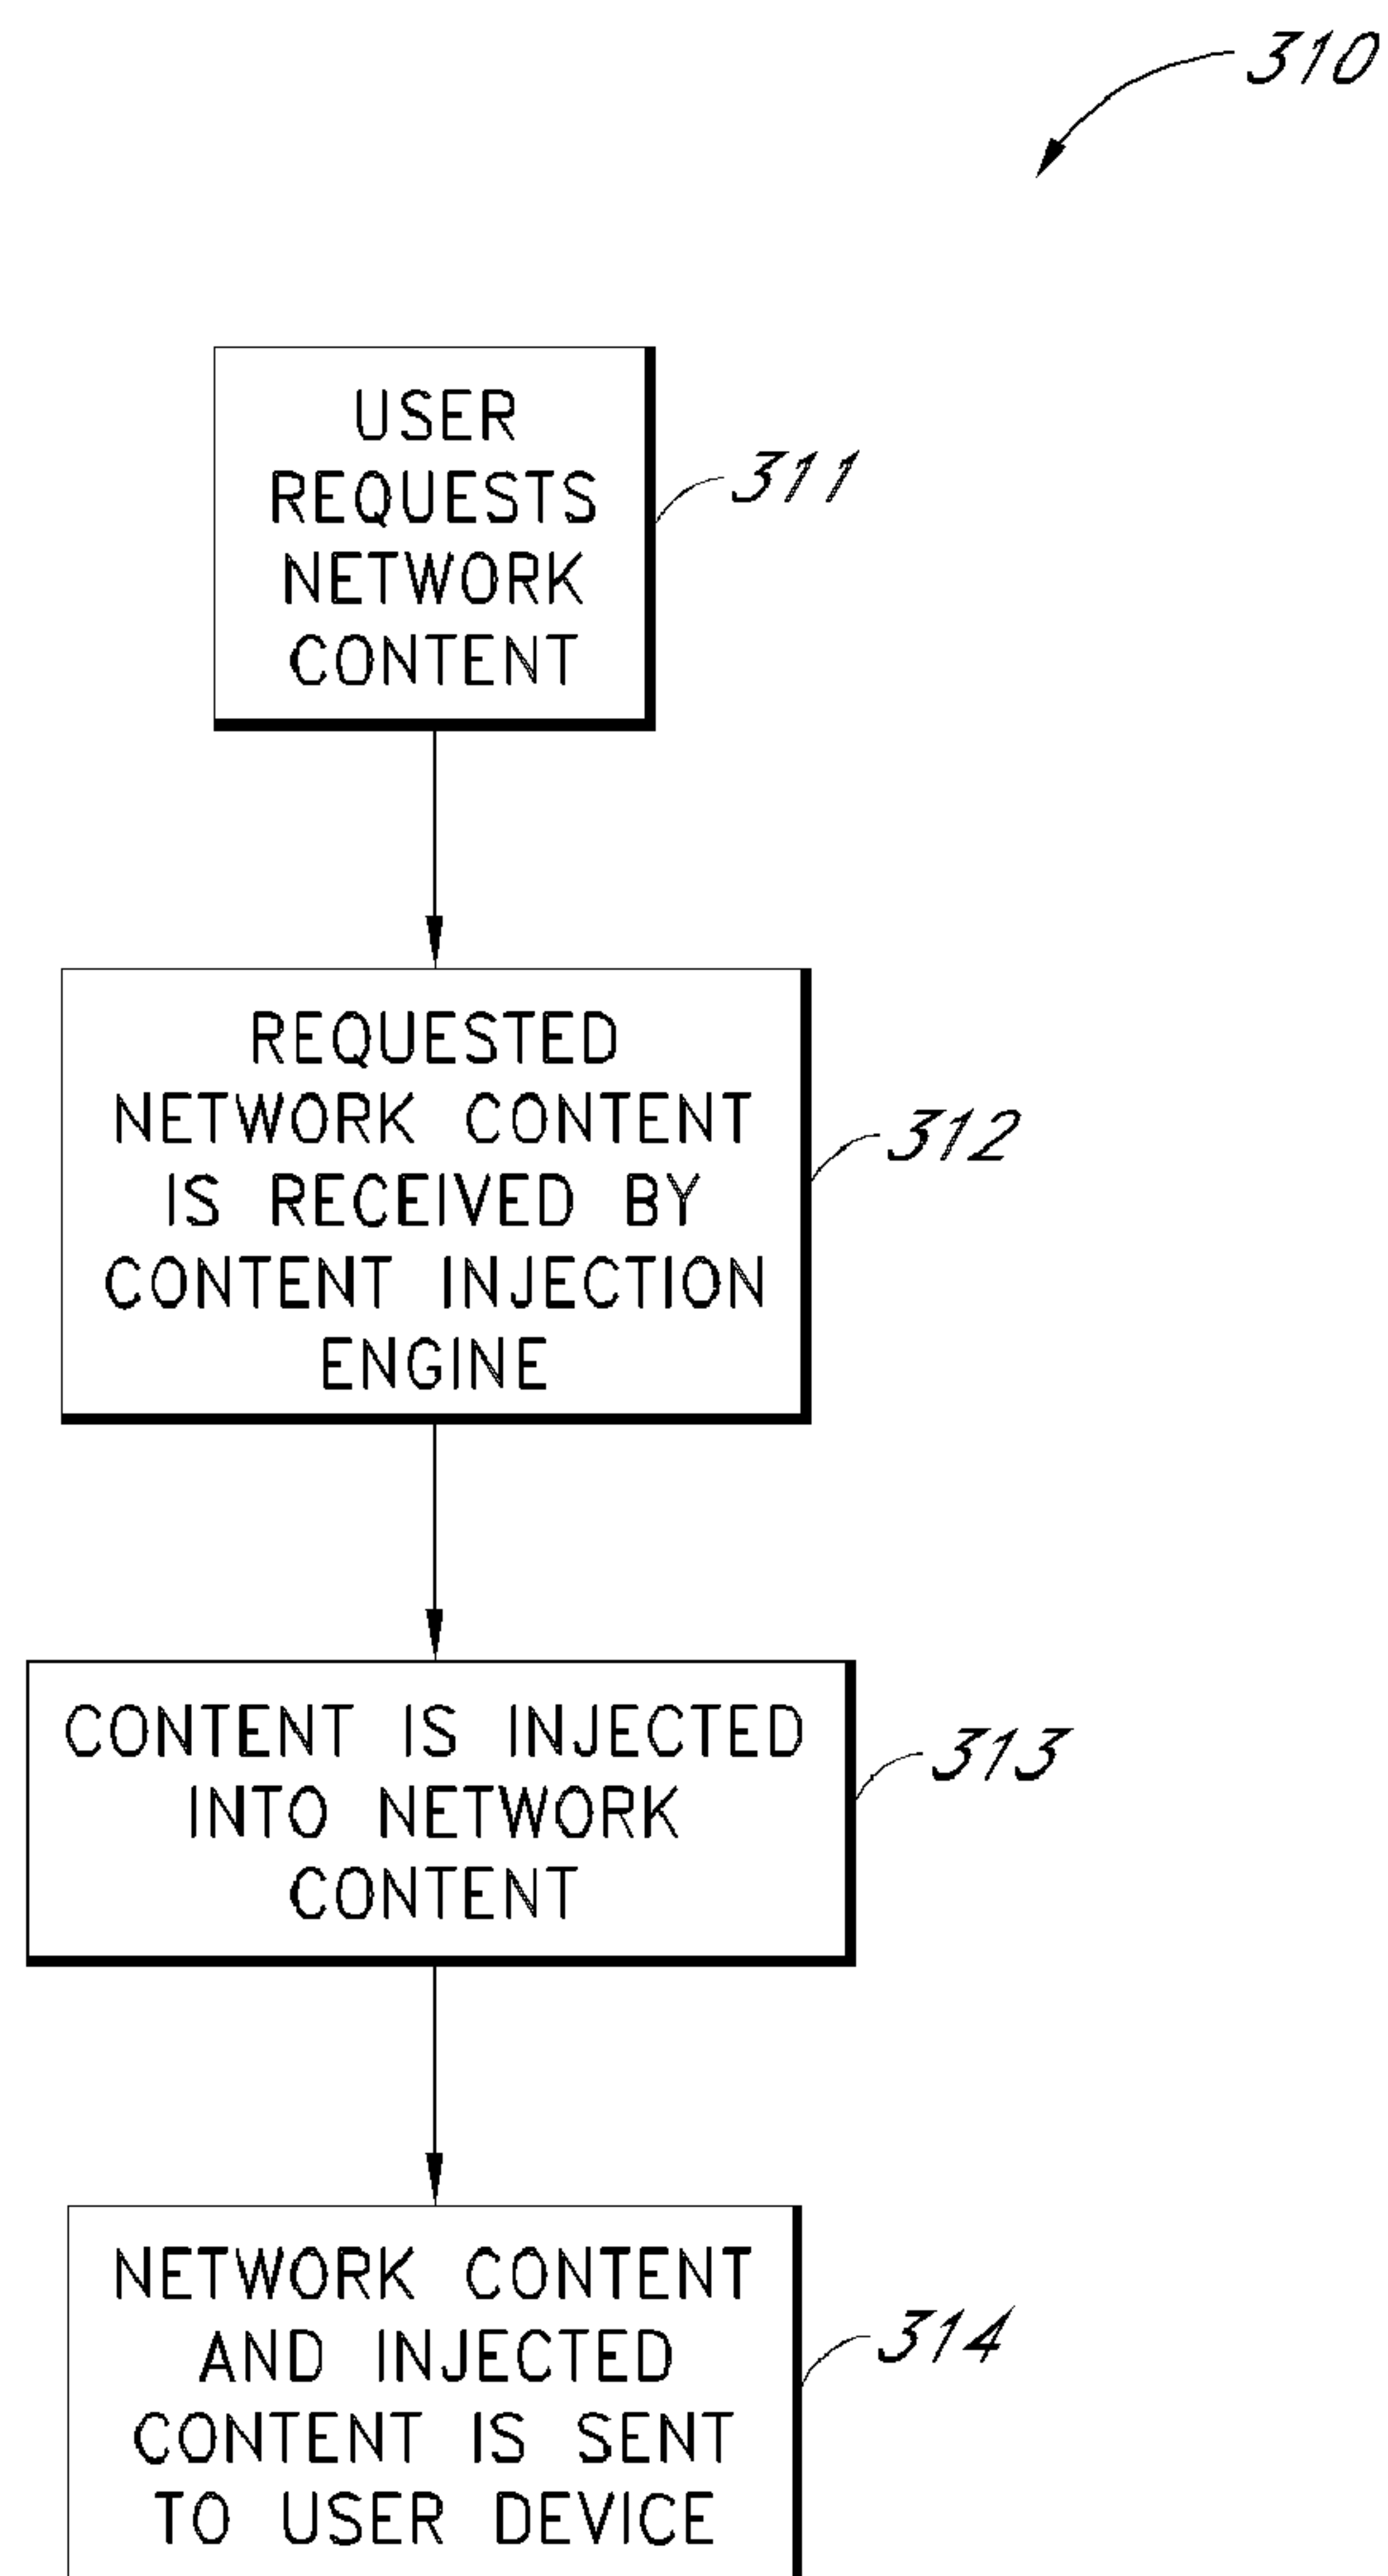 310
USER
REQUESTS
NETWORK
CONTENT
311
REQUESTED
NETWORK CONTENT
IS RECEIVED BY
CONTENT INJECTION
ENGINE
312
CONTENT IS INJECTED
INTO NETWORK
CONTENT
313
NETWORK CONTENT
AND INJECTED
CONTENT IS SENT
TO USER DEVICE
314